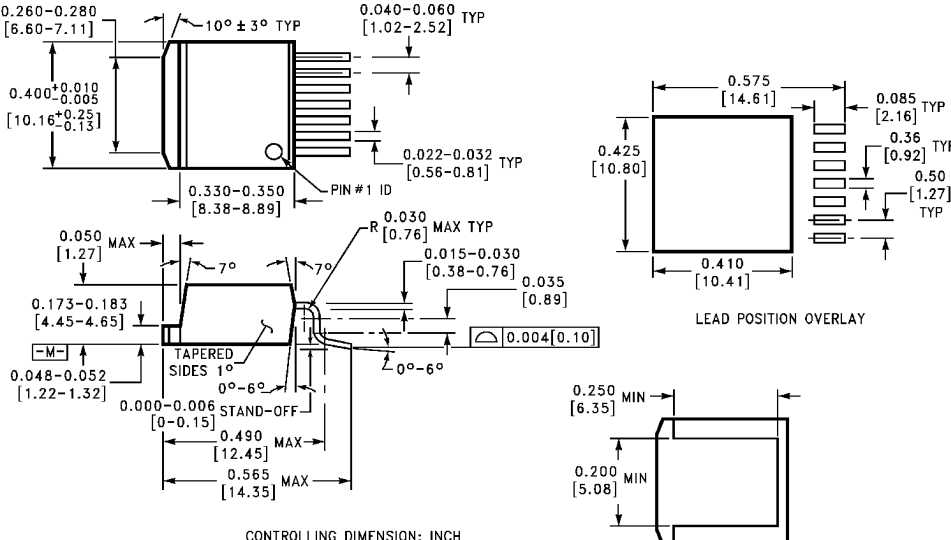 0.260-0.280
[6.60-7.11]
10° ± 3° TYP
0.040-0.060 TYP
[1.02-2.52]
0.400 +0.010 -0.005
[10.16 +0.25 -0.13]
0.022-0.032 TYP
[0.56-0.81]
PIN #1 ID
0.330-0.350
[8.38-8.89]
0.575
[14.61]
0.085 TYP
[2.16]
0.36 TYP
[0.92]
0.50
[1.27]
TYP
0.425
[10.80]
0.410
[10.41]
LEAD POSITION OVERLAY
R 0.030 MAX TYP
[0.76]
0.050 MAX
[1.27]
7°
7°
0.015-0.030
[0.38-0.76]
0.035
[0.89]
0.173-0.183
[4.45-4.65]
-M-
0.004[0.10]
TAPERED
SIDES 1°
0°-6°
0°-6°
0.048-0.052
[1.22-1.32]
0.000-0.006 STAND-OFF
[0-0.15]
0.490 MAX
[12.45]
0.565 MAX
[14.35]
0.250 MIN
[6.35]
0.200 MIN
[5.08]
CONTROLLING DIMENSION: INCH